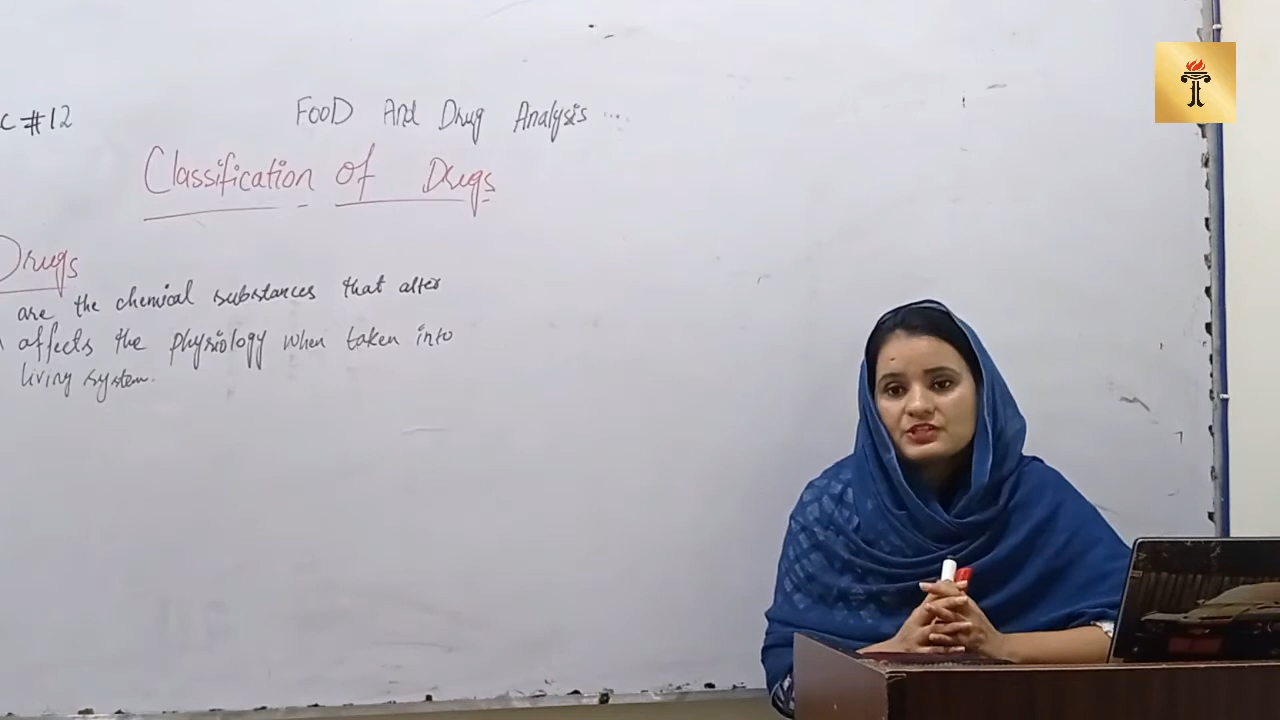 c #12
FooD And Drug Analysis ...
Classification of Drugs
Drugs
are the chemical substances that alter
affects the physiology when taken into
living system.